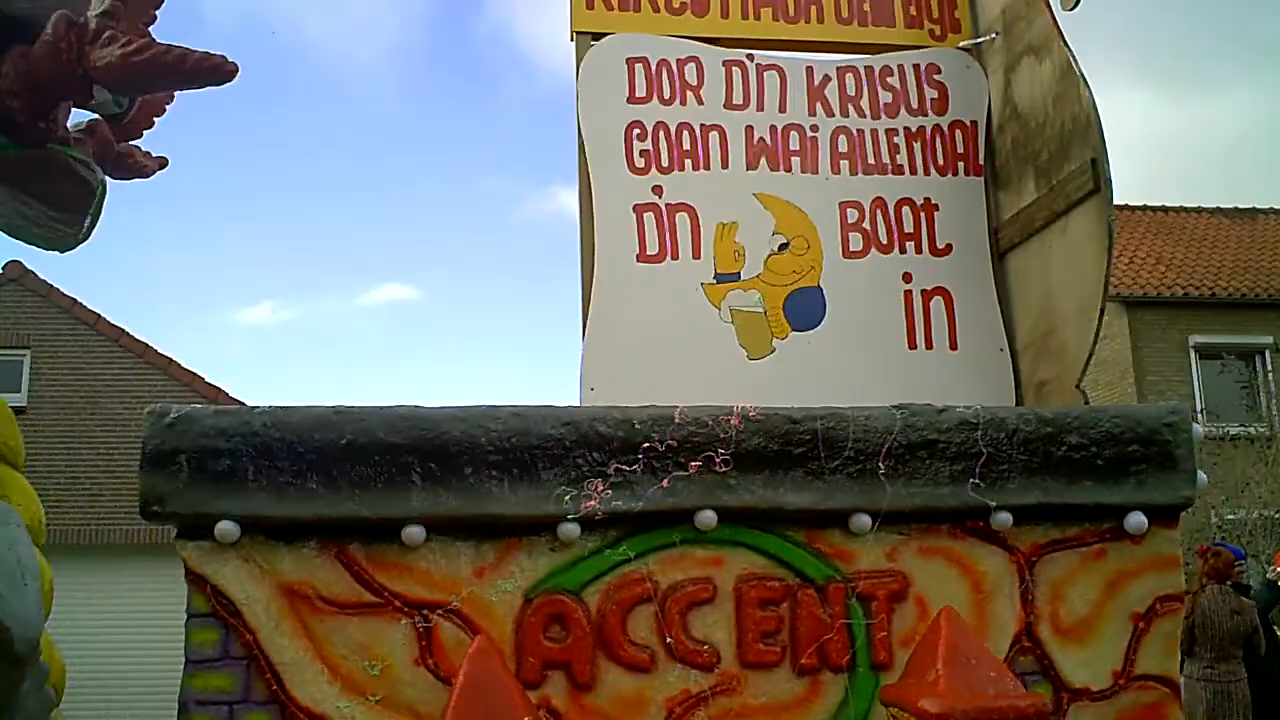 DOR D'N KRISUS
GOAN WAI ALLEMOAL
D'N BOAT
in
ACCENT